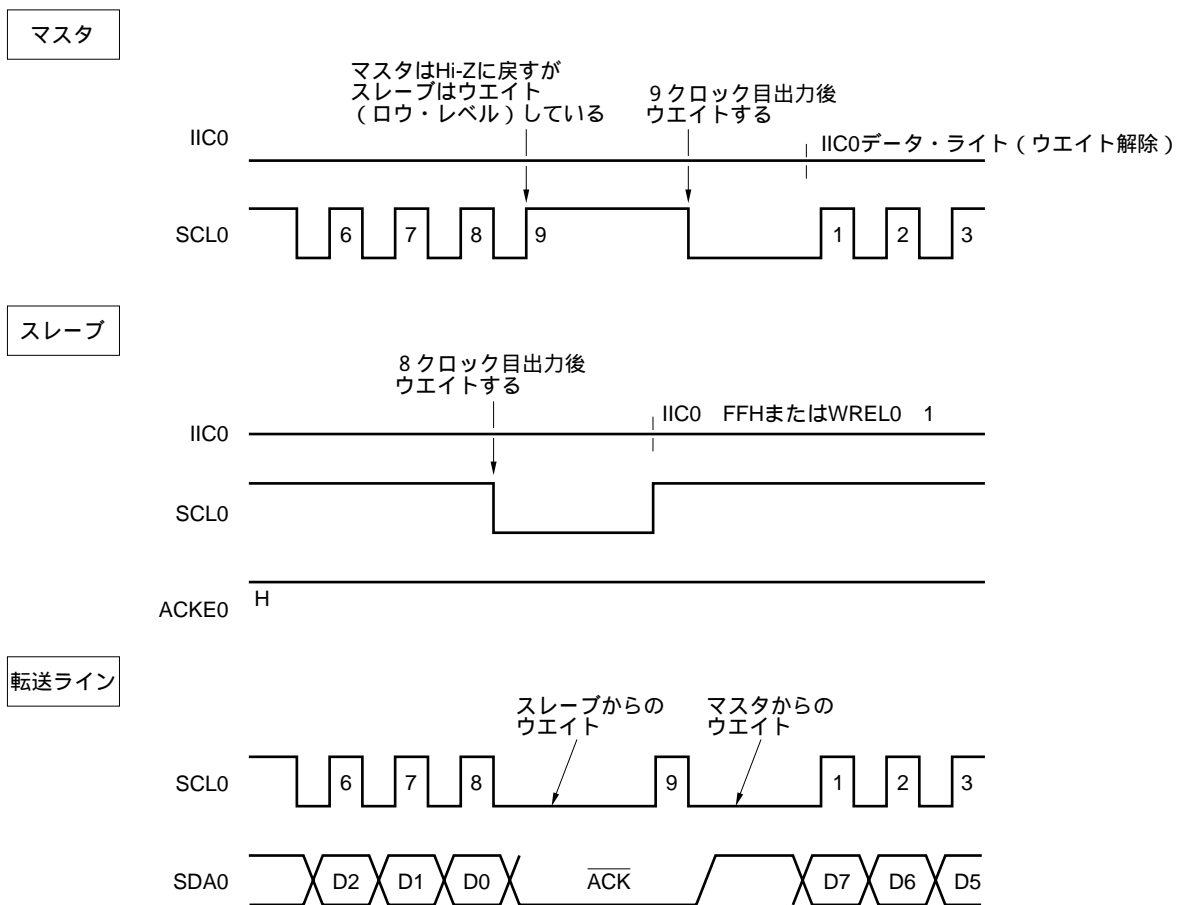 マスタ
マスタはHi-Zに戻すが
スレーブはウエイト
（ロウ・レベル）している
9クロック目出力後
ウエイトする
IIC0
IIC0データ・ライト（ウエイト解除）
SCL0
6 7 8 9 1 2 3
スレーブ
8クロック目出力後
ウエイトする
IIC0
IIC0 FFHまたはWREL0 1
SCL0
ACKE0
H
転送ライン
スレーブからの
ウエイト
マスタからの
ウエイト
SCL0
6 7 8 9 1 2 3
SDA0
D2 D1 D0 ACK D7 D6 D5